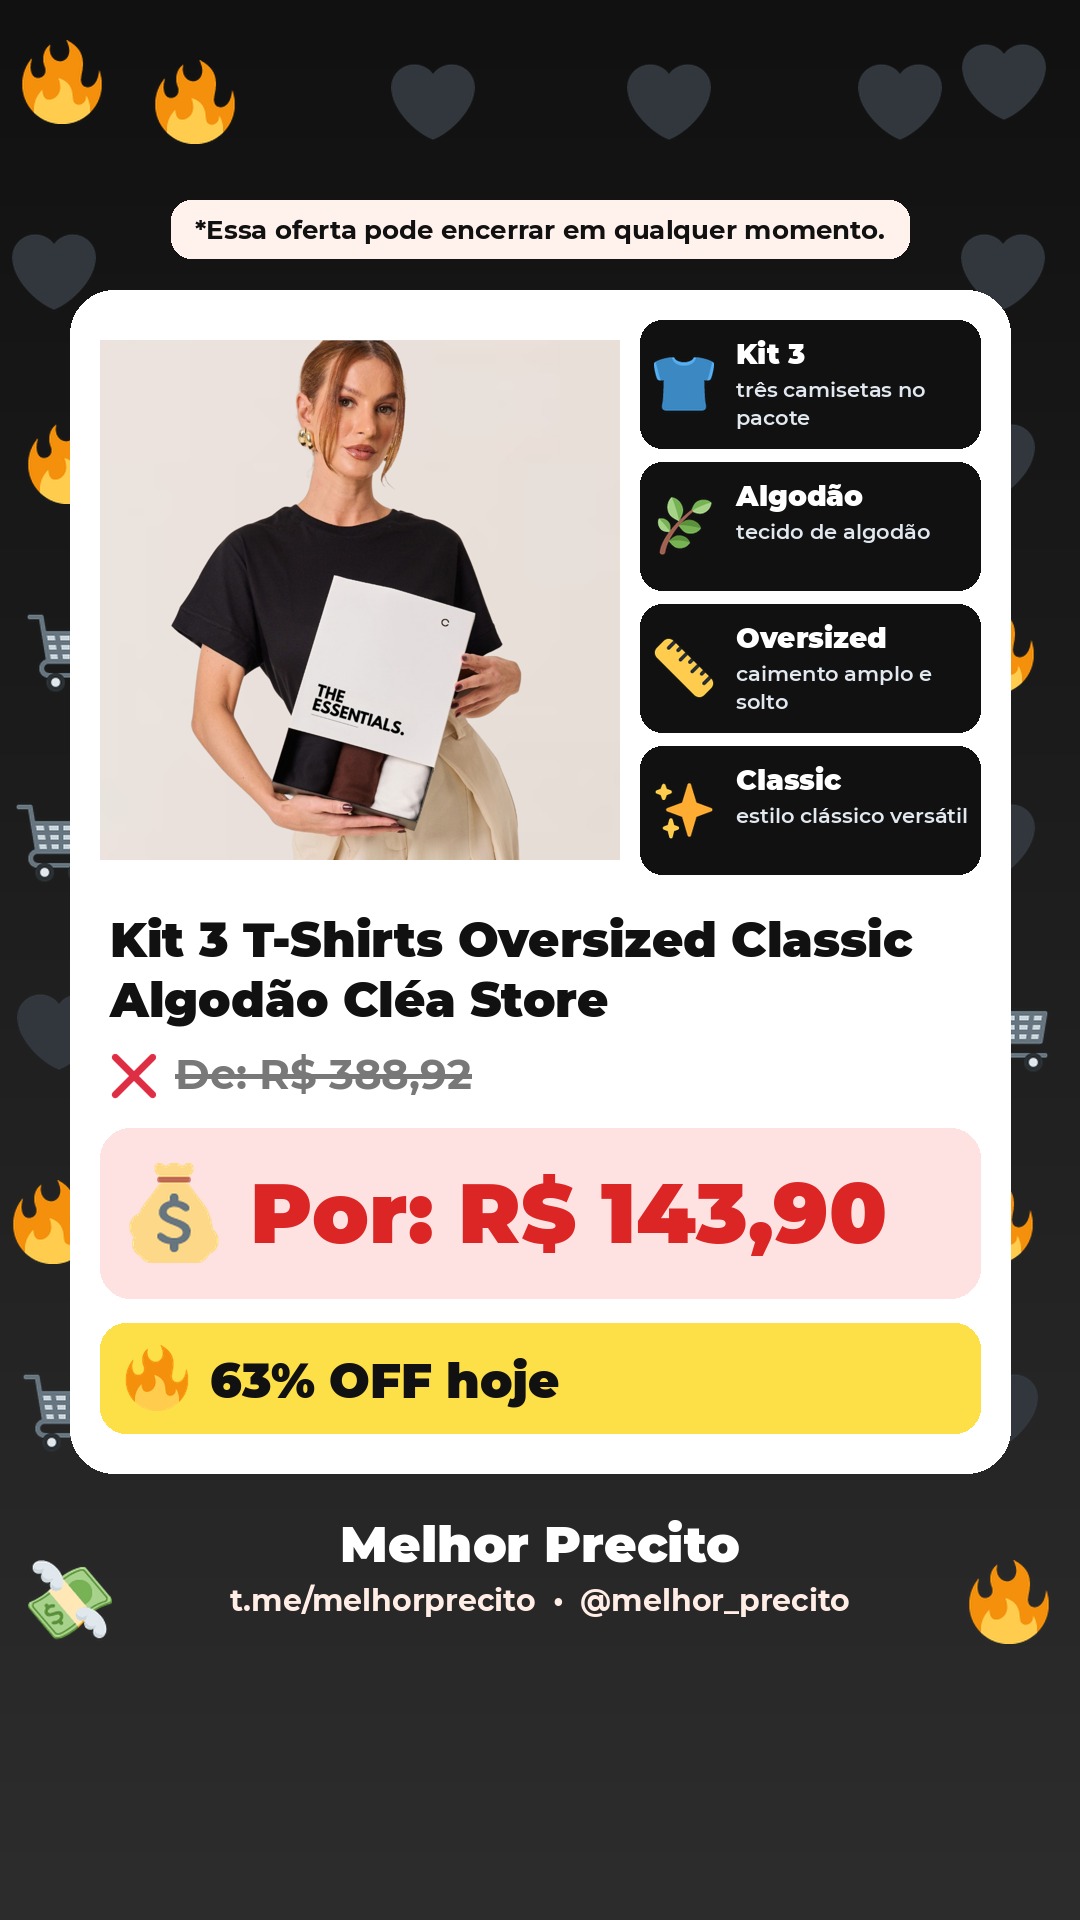 *Essa oferta pode encerrar em qualquer momento.
THE
ESSENTIALS.
Kit 3
três camisetas no
pacote
Algodão
tecido de algodão
Oversized
caimento amplo e
solto
Classic
estilo clássico versátil
Kit 3 T-Shirts Oversized Classic
Algodão Cléa Store
De: R$ 388,92
Por: R$ 143,90
63% OFF hoje
Melhor Precito
t.me/melhorprecito • @melhor_precito